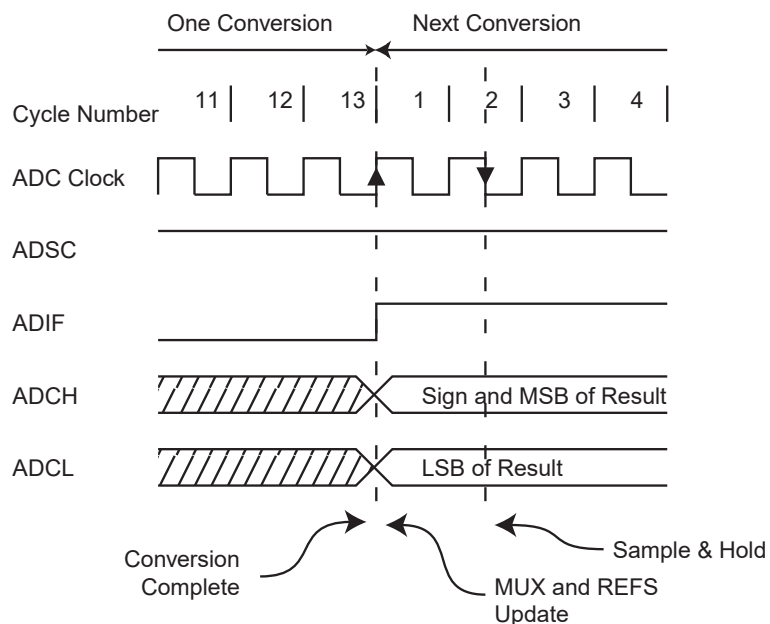 One Conversion
Next Conversion
Cycle Number
11
12
13
1
2
3
4
ADC Clock
ADSC
ADIF
ADCH
Sign and MSB of Result
ADCL
LSB of Result
Conversion
Complete
MUX and REFS
Update
Sample & Hold